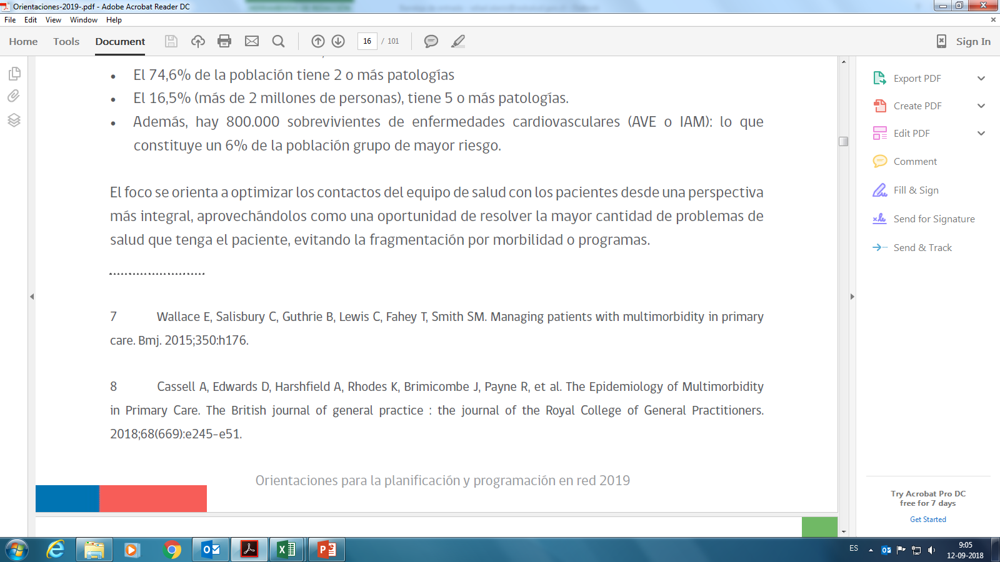 Orientaciones-2019-.pdf - Adobe Acrobat Reader DC
File Edit View Window Help
Home Tools Document 16 / 101 Sign In
El 74,6% de la población tiene 2 o más patologías
El 16,5% (más de 2 millones de personas), tiene 5 o más patologías.
Además, hay 800.000 sobrevivientes de enfermedades cardiovasculares (AVE o IAM): lo que
constituye un 6% de la población grupo de mayor riesgo.
El foco se orienta a optimizar los contactos del equipo de salud con los pacientes desde una perspectiva
más integral, aprovechándolos como una oportunidad de resolver la mayor cantidad de problemas de
salud que tenga el paciente, evitando la fragmentación por morbilidad o programas.
7 Wallace E, Salisbury C, Guthrie B, Lewis C, Fahey T, Smith SM. Managing patients with multimorbidity in primary
care. Bmj. 2015;350:h176.
8 Cassell A, Edwards D, Harshfield A, Rhodes K, Brimicombe J, Payne R, et al. The Epidemiology of Multimorbidity
in Primary Care. The British journal of general practice : the journal of the Royal College of General Practitioners.
2018;68(669):e245-e51.
Orientaciones para la planificación y programación en red 2019
Export PDF
Create PDF
Edit PDF
Comment
Fill & Sign
Send for Signature
Send & Track
Try Acrobat Pro DC
free for 7 days
Get Started
ES
9:05
12-09-2018